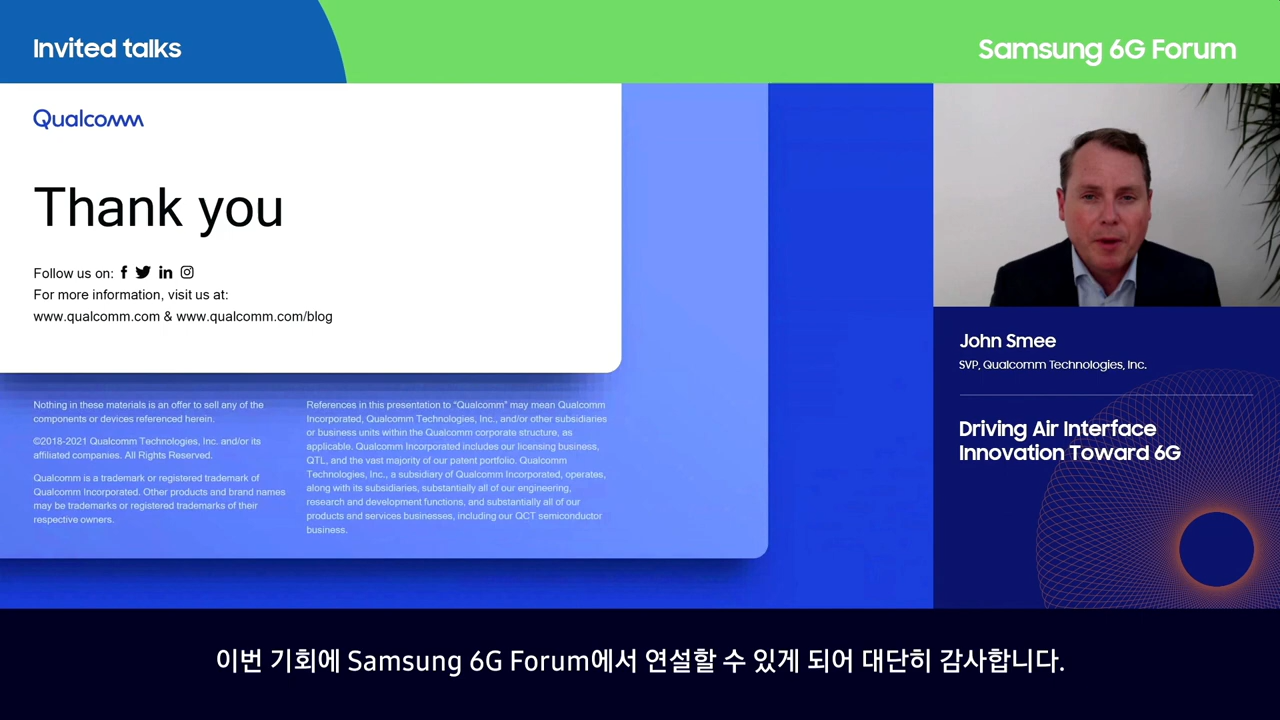 Invited talks
Samsung 6G Forum
Qualcomm
Thank you
Follow us on:
For more information, visit us at:
www.qualcomm.com & www.qualcomm.com/blog
Nothing in these materials is an offer to sell any of the
components or devices referenced herein.
©2018-2021 Qualcomm Technologies, Inc. and/or its
affiliated companies. All Rights Reserved.
Qualcomm is a trademark or registered trademark of
Qualcomm Incorporated. Other products and brand names
may be trademarks or registered trademarks of their
respective owners.
References in this presentation to “Qualcomm” may mean Qualcomm
Incorporated, Qualcomm Technologies, Inc., and/or other subsidiaries
or business units within the Qualcomm corporate structure, as
applicable. Qualcomm Incorporated includes our licensing business,
QTL, and the vast majority of our patent portfolio. Qualcomm
Technologies, Inc., a subsidiary of Qualcomm Incorporated, operates,
along with its subsidiaries, substantially all of our engineering,
research and development functions, and substantially all of our
products and services businesses, including our QCT semiconductor
business.
John Smee
SVP, Qualcomm Technologies, Inc.
Driving Air Interface
Innovation Toward 6G
이번 기회에 Samsung 6G Forum에서 연설할 수 있게 되어 대단히 감사합니다.